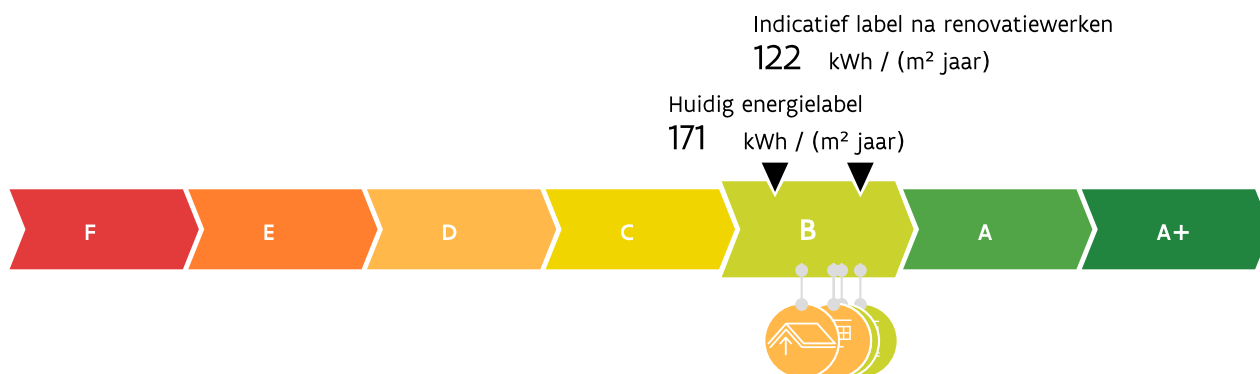 Indicatief label na renovatiewerken
122 kWh / (m² jaar)
Huidig energielabel
171 kWh / (m² jaar)
F E D C B A A+